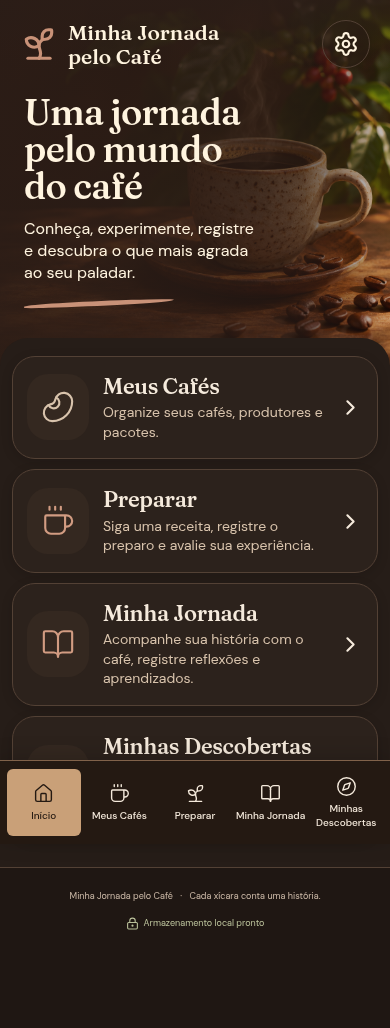 Minha Jornada
pelo Café
Uma jornada
pelo mundo
do café
Conheça, experimente, registre
e descubra o que mais agrada
ao seu paladar.
Meus Cafés
Organize seus cafés, produtores e
pacotes.
Preparar
Siga uma receita, registre o
preparo e avalie sua experiência.
Minha Jornada
Acompanhe sua história com o
café, registre reflexões e
aprendizados.
Minhas Descobertas
Início
Meus Cafés
Preparar
Minha Jornada
Minhas
Descobertas
Minha Jornada pelo Café · Cada xícara conta uma história.
Armazenamento local pronto